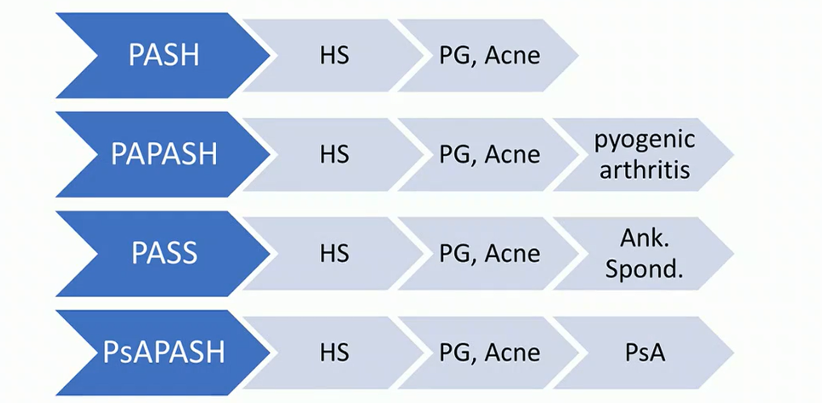 PASH
HS
PG, Acne
PAPASH
HS
PG, Acne
pyogenic
arthritis
PASS
HS
PG, Acne
Ank.
Spond.
PsAPASH
HS
PG, Acne
PsA